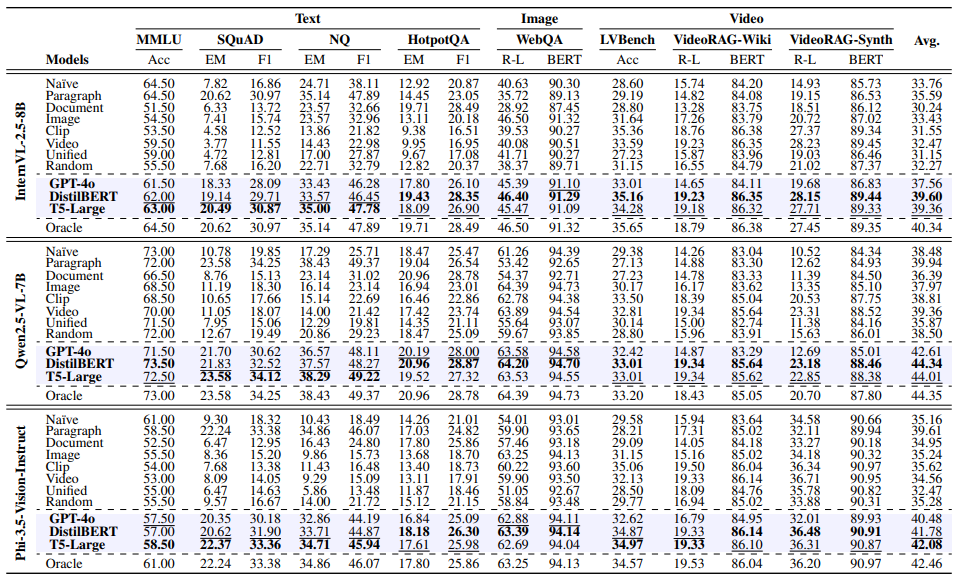 Text Image Video
MMLU SQuAD NQ HotpotQA WebQA LVBench VideoRAG-Wiki VideoRAG-Synth Avg.
Models Acc EM F1 EM F1 EM F1 R-L BERT Acc R-L BERT R-L BERT
InternVL-2.5-8B
Naïve 64.50 7.82 16.86 24.71 38.11 12.92 20.87 40.63 90.30 28.60 15.74 84.20 14.93 85.73 33.76
Paragraph 64.50 20.62 30.97 35.14 47.89 14.45 23.05 35.72 89.13 29.19 14.82 84.08 19.15 86.53 35.59
Document 51.50 6.33 13.72 23.57 32.66 19.71 28.49 28.92 87.45 28.80 13.28 83.75 18.51 86.12 30.24
Image 54.50 7.41 15.74 23.57 32.96 13.11 20.18 46.50 91.32 31.64 17.26 83.79 20.72 87.02 33.43
Clip 53.50 4.58 12.52 13.86 21.82 9.38 16.51 39.53 90.27 35.36 18.76 86.38 27.37 89.34 31.55
Video 59.50 3.77 11.55 14.43 22.98 9.95 16.95 40.08 90.51 33.59 19.23 86.35 28.23 89.45 32.47
Unified 59.00 4.72 12.81 17.00 27.87 9.67 17.08 41.71 90.27 27.23 15.87 83.96 19.03 86.46 31.15
Random 55.50 7.68 16.20 22.71 32.79 12.82 20.37 38.37 89.71 31.15 16.55 84.79 21.02 87.37 32.27
GPT-4o 61.50 18.33 28.09 33.43 46.28 17.80 26.10 45.39 91.10 33.01 14.65 84.11 19.68 86.83 37.56
DistilBERT 62.00 19.14 29.71 33.57 46.45 19.43 28.35 46.40 91.29 35.16 19.23 86.35 28.15 89.44 39.60
T5-Large 63.00 20.49 30.87 35.00 47.78 18.09 26.90 45.47 91.09 34.28 19.18 86.32 27.71 89.33 39.36
Oracle 64.50 20.62 30.97 35.14 47.89 19.71 28.49 46.50 91.32 35.65 18.79 86.38 27.45 89.35 40.34
Qwen2.5-VL-7B
Naïve 73.00 10.78 19.85 17.29 25.71 18.47 25.47 61.26 94.39 29.38 14.26 83.04 10.52 84.34 38.48
Paragraph 72.00 23.58 34.25 38.43 49.37 19.04 26.54 53.42 92.65 27.13 14.88 83.30 12.62 84.93 39.94
Document 66.50 8.76 15.13 23.14 31.02 20.96 28.78 54.37 92.71 27.23 14.78 83.33 11.39 84.50 36.39
Image 68.50 11.19 18.30 16.14 23.14 16.94 23.01 64.39 94.73 30.17 16.17 83.62 13.35 85.10 37.97
Clip 68.50 10.65 17.66 15.14 22.69 16.46 22.86 62.78 94.38 33.50 18.39 85.04 20.53 87.75 38.81
Video 70.00 11.05 18.07 14.00 21.42 17.42 23.74 63.89 94.54 32.81 19.34 85.64 23.31 88.52 39.36
Unified 71.50 7.95 15.06 12.29 19.81 14.35 21.11 55.64 93.07 30.14 15.00 82.74 11.38 84.16 35.87
Random 72.00 12.67 19.49 20.86 29.23 18.47 25.09 59.67 93.85 28.80 15.96 83.91 15.63 86.01 38.50
GPT-4o 71.50 21.70 30.62 36.57 48.11 20.19 28.00 63.58 94.58 32.42 14.87 83.29 12.69 85.01 42.61
DistilBERT 73.50 21.83 32.52 37.57 48.27 20.96 28.87 64.20 94.70 33.01 19.34 85.64 23.18 88.46 44.34
T5-Large 72.50 23.58 34.12 38.29 49.22 19.52 27.32 63.53 94.55 33.01 19.34 85.62 22.85 88.38 44.01
Oracle 73.00 23.58 34.25 38.43 49.37 20.96 28.78 64.39 94.73 33.20 18.43 85.05 20.70 87.80 44.35
Phi-3.5-Vision-Instruct
Naïve 61.00 9.30 18.32 10.43 18.49 14.26 21.01 54.01 93.01 29.58 15.94 83.64 34.58 90.66 35.16
Paragraph 58.50 22.24 33.38 34.86 46.07 17.03 24.82 59.90 93.65 28.21 17.31 85.02 32.11 89.94 39.61
Document 52.50 6.47 12.95 16.43 24.80 17.80 25.86 57.46 93.18 29.09 14.05 84.18 33.27 90.18 34.95
Image 55.50 8.36 15.20 9.86 15.73 13.68 18.70 63.25 94.13 31.15 15.16 85.02 34.18 90.32 35.24
Clip 54.00 7.68 13.38 11.43 16.48 13.40 18.73 60.22 93.60 35.06 19.50 86.04 36.34 90.97 35.62
Video 53.00 8.09 14.05 9.29 15.09 13.11 17.91 59.90 93.50 32.13 19.33 86.14 36.71 90.95 34.56
Unified 55.00 6.47 14.63 5.86 13.48 11.87 18.46 51.05 92.67 28.50 18.09 84.76 35.78 90.82 32.47
Random 55.50 9.57 16.67 14.00 21.72 15.12 21.15 58.84 93.48 29.77 16.94 85.02 33.88 90.31 35.28
GPT-4o 57.50 20.35 30.18 32.86 44.19 16.84 25.09 62.88 94.11 32.62 16.79 84.95 32.01 89.93 40.48
DistilBERT 57.00 20.62 31.90 33.71 44.87 18.18 26.30 63.39 94.14 34.87 19.33 86.14 36.48 90.91 41.78
T5-Large 58.50 22.37 33.36 34.71 45.94 17.61 25.98 62.69 94.04 34.97 19.33 86.10 36.31 90.87 42.08
Oracle 61.00 22.24 33.38 34.86 46.07 17.80 25.86 63.25 94.13 34.57 19.53 86.04 36.20 90.97 42.46